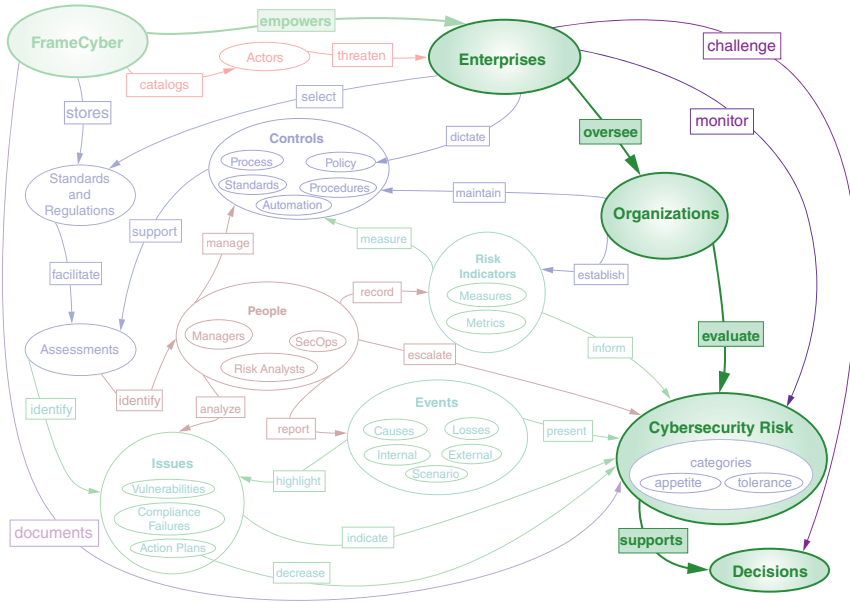 FrameCyber
empowers
Enterprises
challenge
Actors
threaten
catalogs
select
monitor
stores
oversee
Controls
dictate
Process
Policy
Standards
Procedures
Automation
maintain
Standards
and
Regulations
Organizations
support
manage
measure
Risk
Indicators
Measures
Metrics
establish
facilitate
record
People
Managers
SecOps
Risk Analysts
evaluate
Assessments
escalate
inform
identify
identify
analyze
report
Events
Causes
Losses
Internal
External
Scenario
present
Cybersecurity Risk
categories
appetite
tolerance
Issues
Vulnerabilities
Compliance
Failures
Action Plans
highlight
documents
indicate
supports
decrease
Decisions